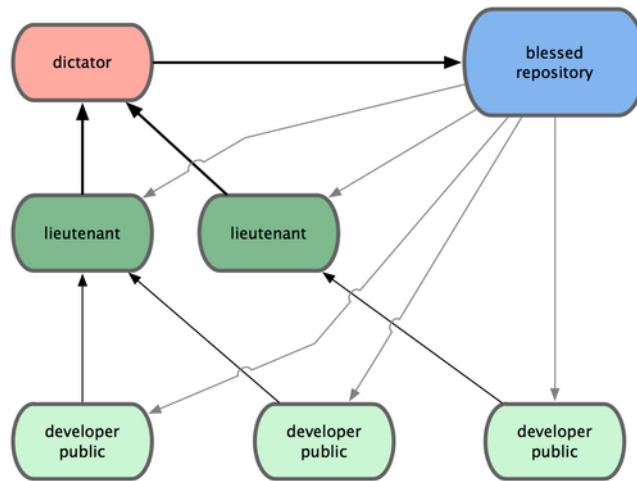 dictator
blessed
repository
lieutenant
lieutenant
developer
public
developer
public
developer
public